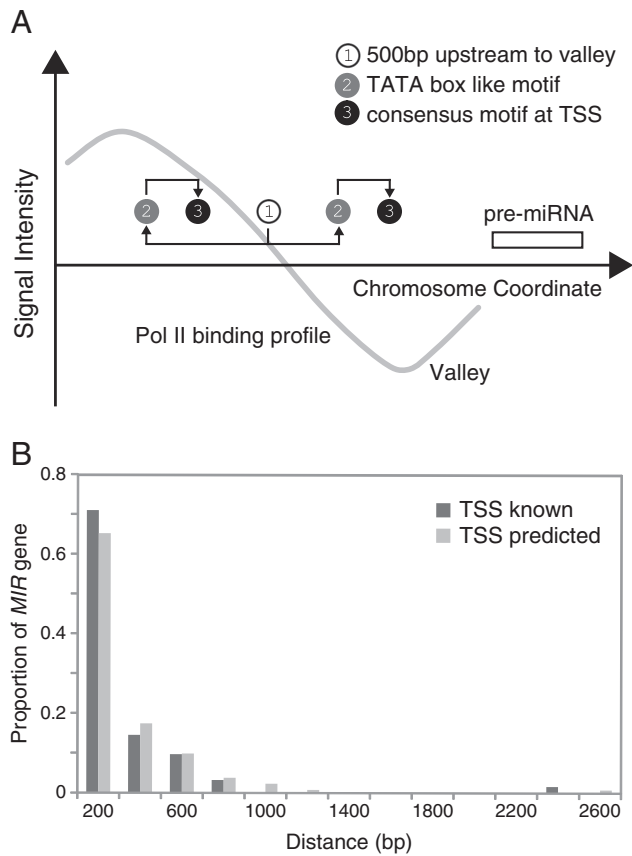 A
1 500bp upstream to valley
2 TATA box like motif
3 consensus motif at TSS
Signal Intensity
2 3 1 2 3
pre-miRNA
Chromosome Coordinate
Pol II binding profile
Valley
B
0.8
0.6
0.4
0.2
0
Proportion of MIR gene
TSS known
TSS predicted
200 600 1000 1400 1800 2200 2600
Distance (bp)